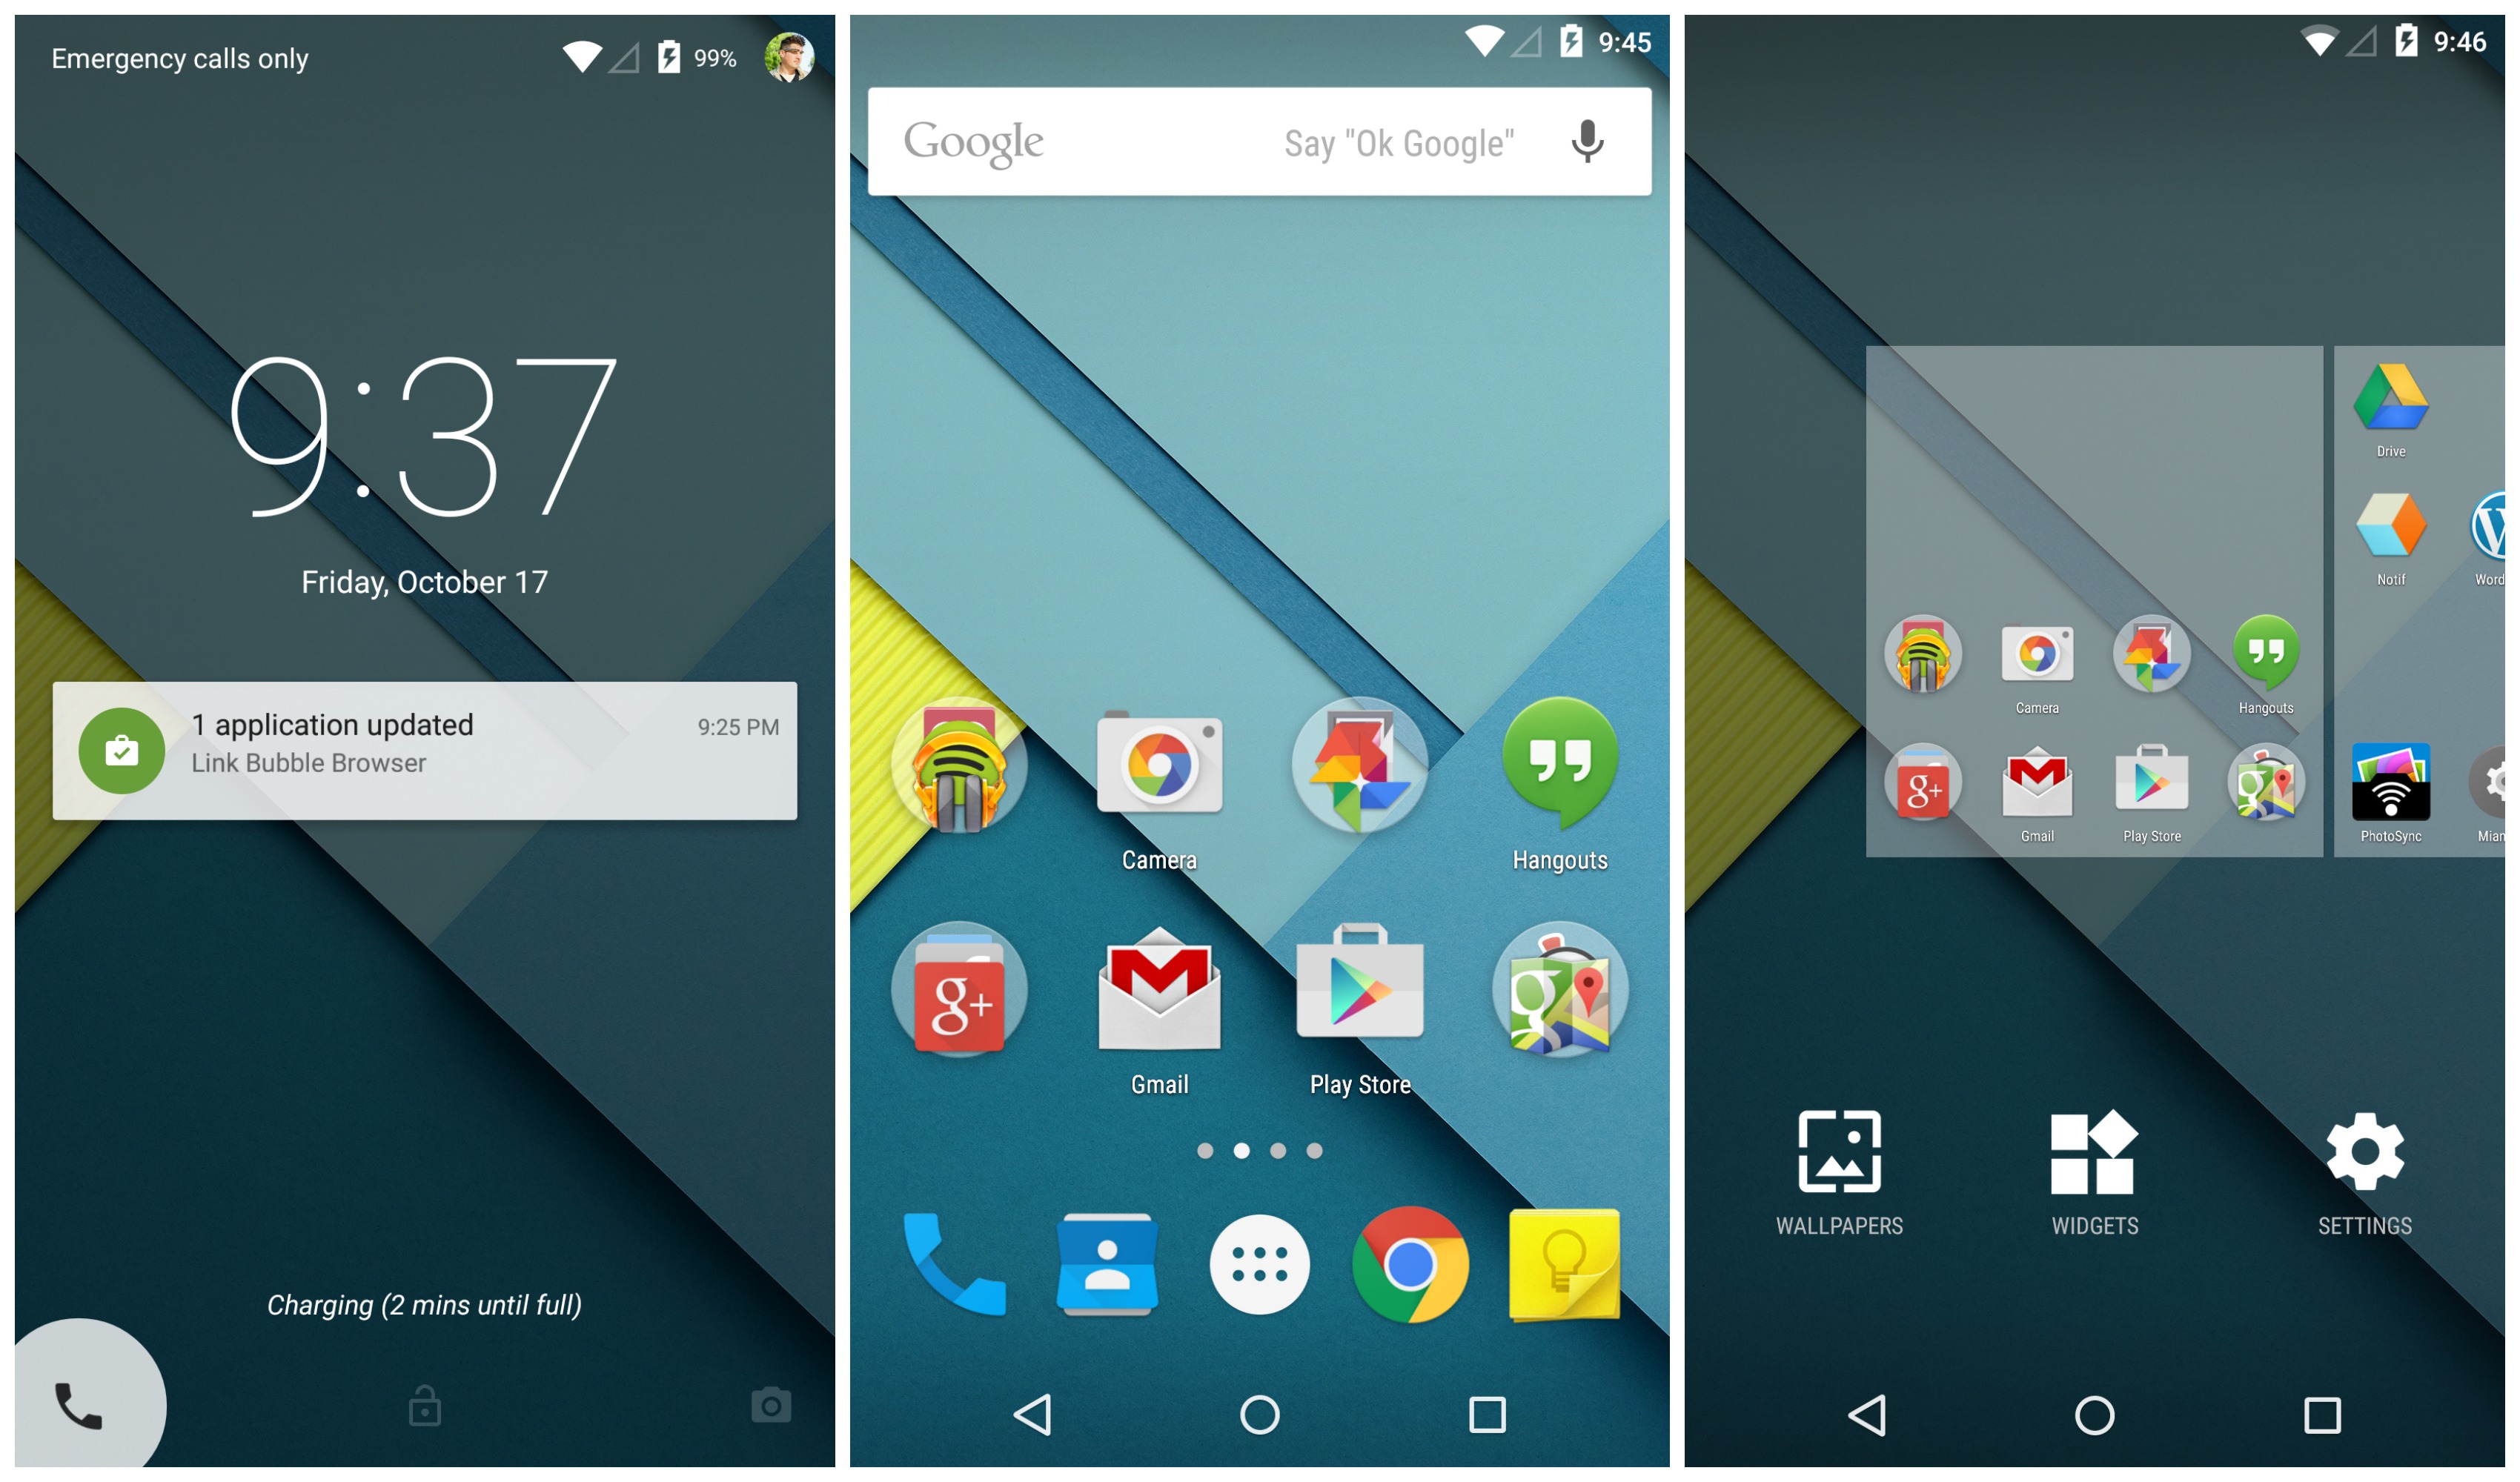 Emergency calls only
99%
9:37
Friday, October 17
1 application updated
9:25 PM
Link Bubble Browser
Charging (2 mins until full)
9:45
Google
Say "Ok Google"
Camera
Hangouts
g+
g
Gmail
Play Store
9:46
Drive
Notif
Word
Camera
Hangouts
g+
g
Gmail
Play Store
PhotoSync
Mian
WALLPAPERS
WIDGETS
SETTINGS